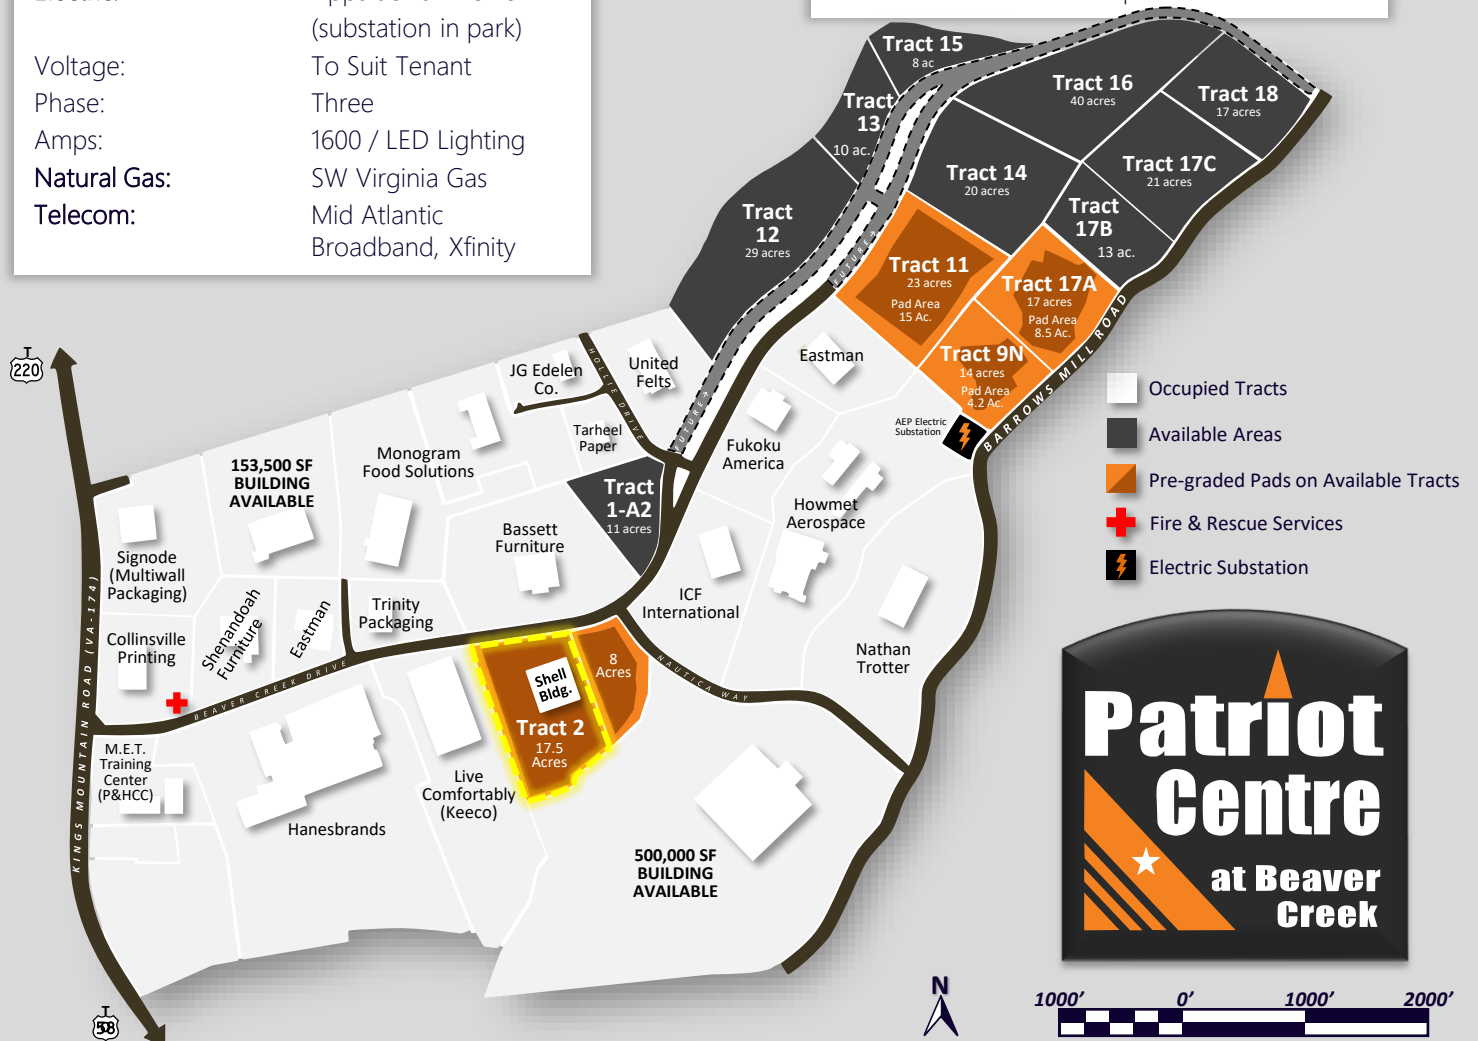 (substation in park)
Voltage: To Suit Tenant
Phase: Three
Amps: 1600 / LED Lighting
Natural Gas: SW Virginia Gas
Telecom: Mid Atlantic
Broadband, Xfinity
Tract 15
8 ac
Tract 16
40 acres
Tract 18
17 acres
Tract
13
10 ac.
Tract 17C
21 acres
Tract 14
20 acres
Tract
17B
13 ac.
Tract
12
29 acres
FUTURE
Tract 11
23 acres
Pad Area
15 Ac.
Tract 17A
17 acres
Pad Area
8.5 Ac.
Tract 9N
14 acres
Pad Area
4.2 Ac.
BARROWS MILL ROAD
AEP Electric
Substation
Eastman
220
JG Edelen
Co.
HOLLIE DRIVE
United
Felts
FUTURE
Tarheel
Paper
Fukoku
America
Monogram
Food Solutions
153,500 SF
BUILDING
AVAILABLE
Tract
1-A2
11 acres
Howmet
Aerospace
Bassett
Furniture
Signode
(Multiwall
Packaging)
ICF
International
Trinity
Packaging
Eastman
Shenandoah
Furniture
Collinsville
Printing
Nathan
Trotter
NAUTICA WAY
BEAVER CREEK DRIVE
KINGS MOUNTAIN ROAD (VA-174)
8
Acres
Shell
Bldg.
Tract 2
17.5
Acres
M.E.T.
Training
Center
(P&HCC)
Live
Comfortably
(Keeco)
Hanesbrands
500,000 SF
BUILDING
AVAILABLE
58
Occupied Tracts
Available Areas
Pre-graded Pads on Available Tracts
Fire & Rescue Services
Electric Substation
Patriot
Centre
at Beaver
Creek
N
1000' 0' 1000' 2000'